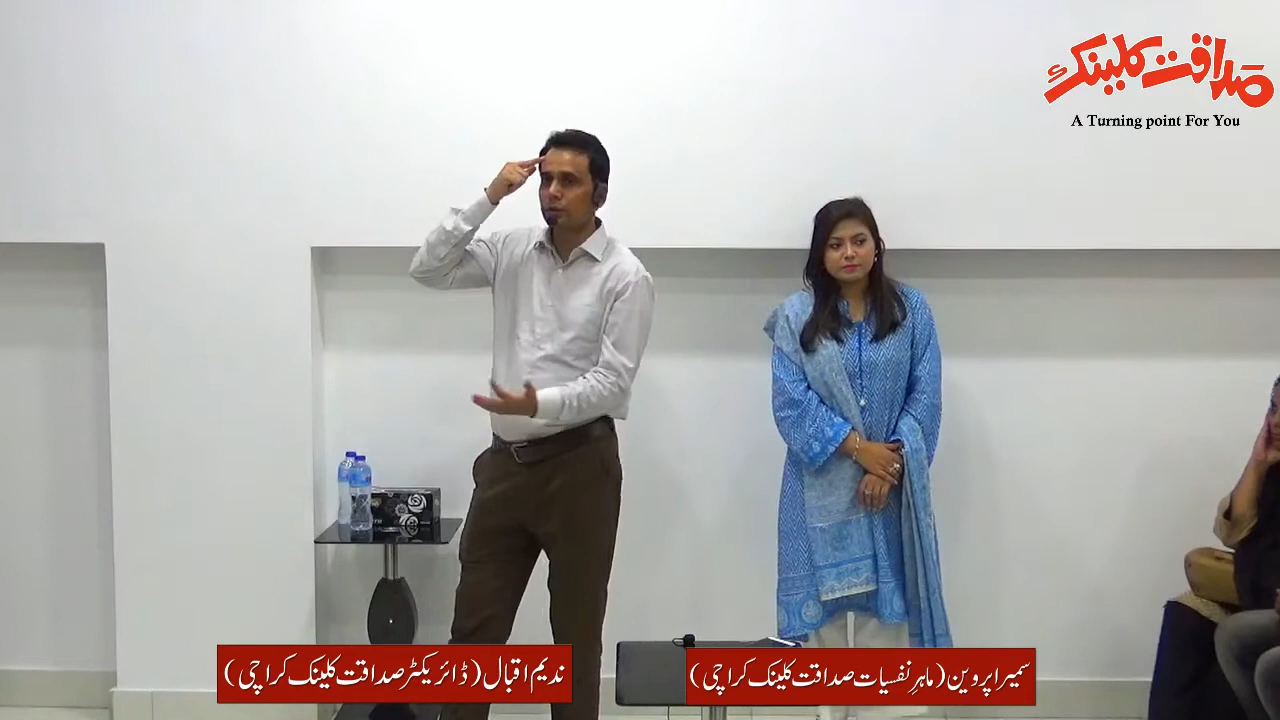 صداقت کلینک
A Turning point For You
ندیم اقبال (ڈائریکٹر صداقت کلینک کراچی)
سمیرا پروین (ماہرِ نفسیات صداقت کلینک کراچی)